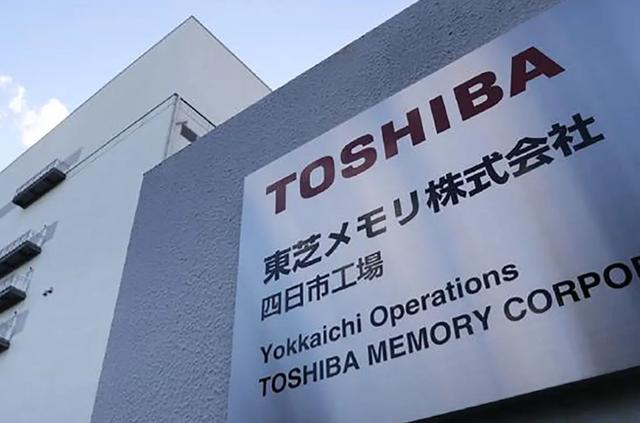 TOSHIBA
東芝メモリ株式会社
四日市工場
Yokkaichi Operations
TOSHIBA MEMORY CORPO